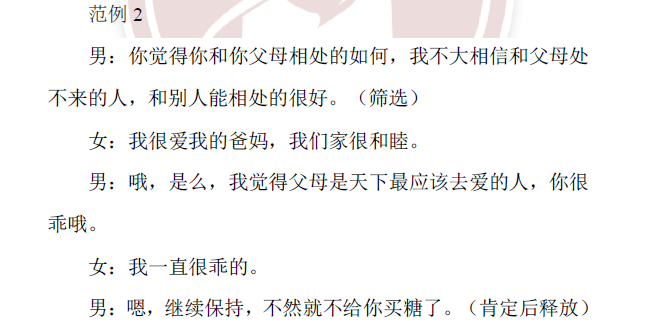 范例 2
男：你觉得你和你父母相处的如何，我不大相信和父母处
不来的人，和别人能相处的很好。（筛选）
女：我很爱我的爸妈，我们家很和睦。
男：哦，是么，我觉得父母是天下最应该去爱的人，你很
乖哦。
女：我一直很乖的。
男：嗯，继续保持，不然就不给你买糖了。（肯定后释放）